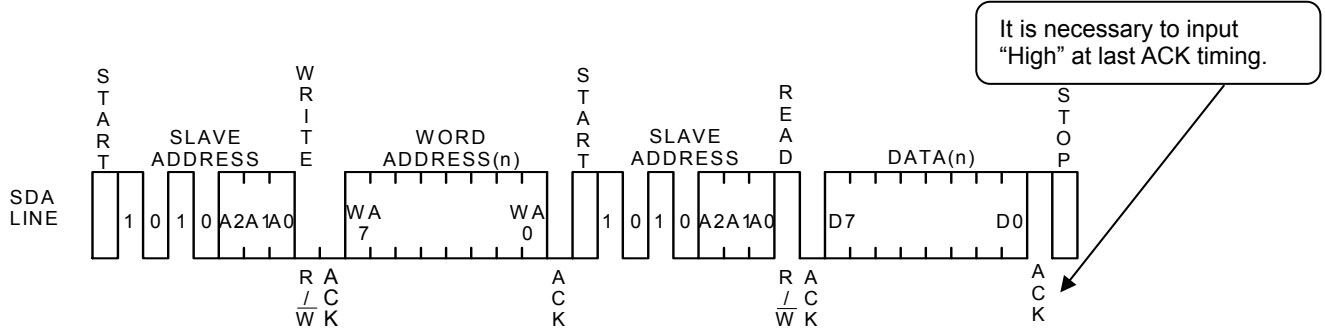 It is necessary to input
“High” at last ACK timing.
START
SLAVE
ADDRESS
WRITE
WORD
ADDRESS(n)
START
SLAVE
ADDRESS
READ
DATA(n)
STOP
SDA
LINE
1 0 1 0 A2 A1 A0
WA
7
WA
0
1 0 1 0 A2 A1 A0
D7
D0
R/W
ACK
ACK
R/W
ACK
ACK